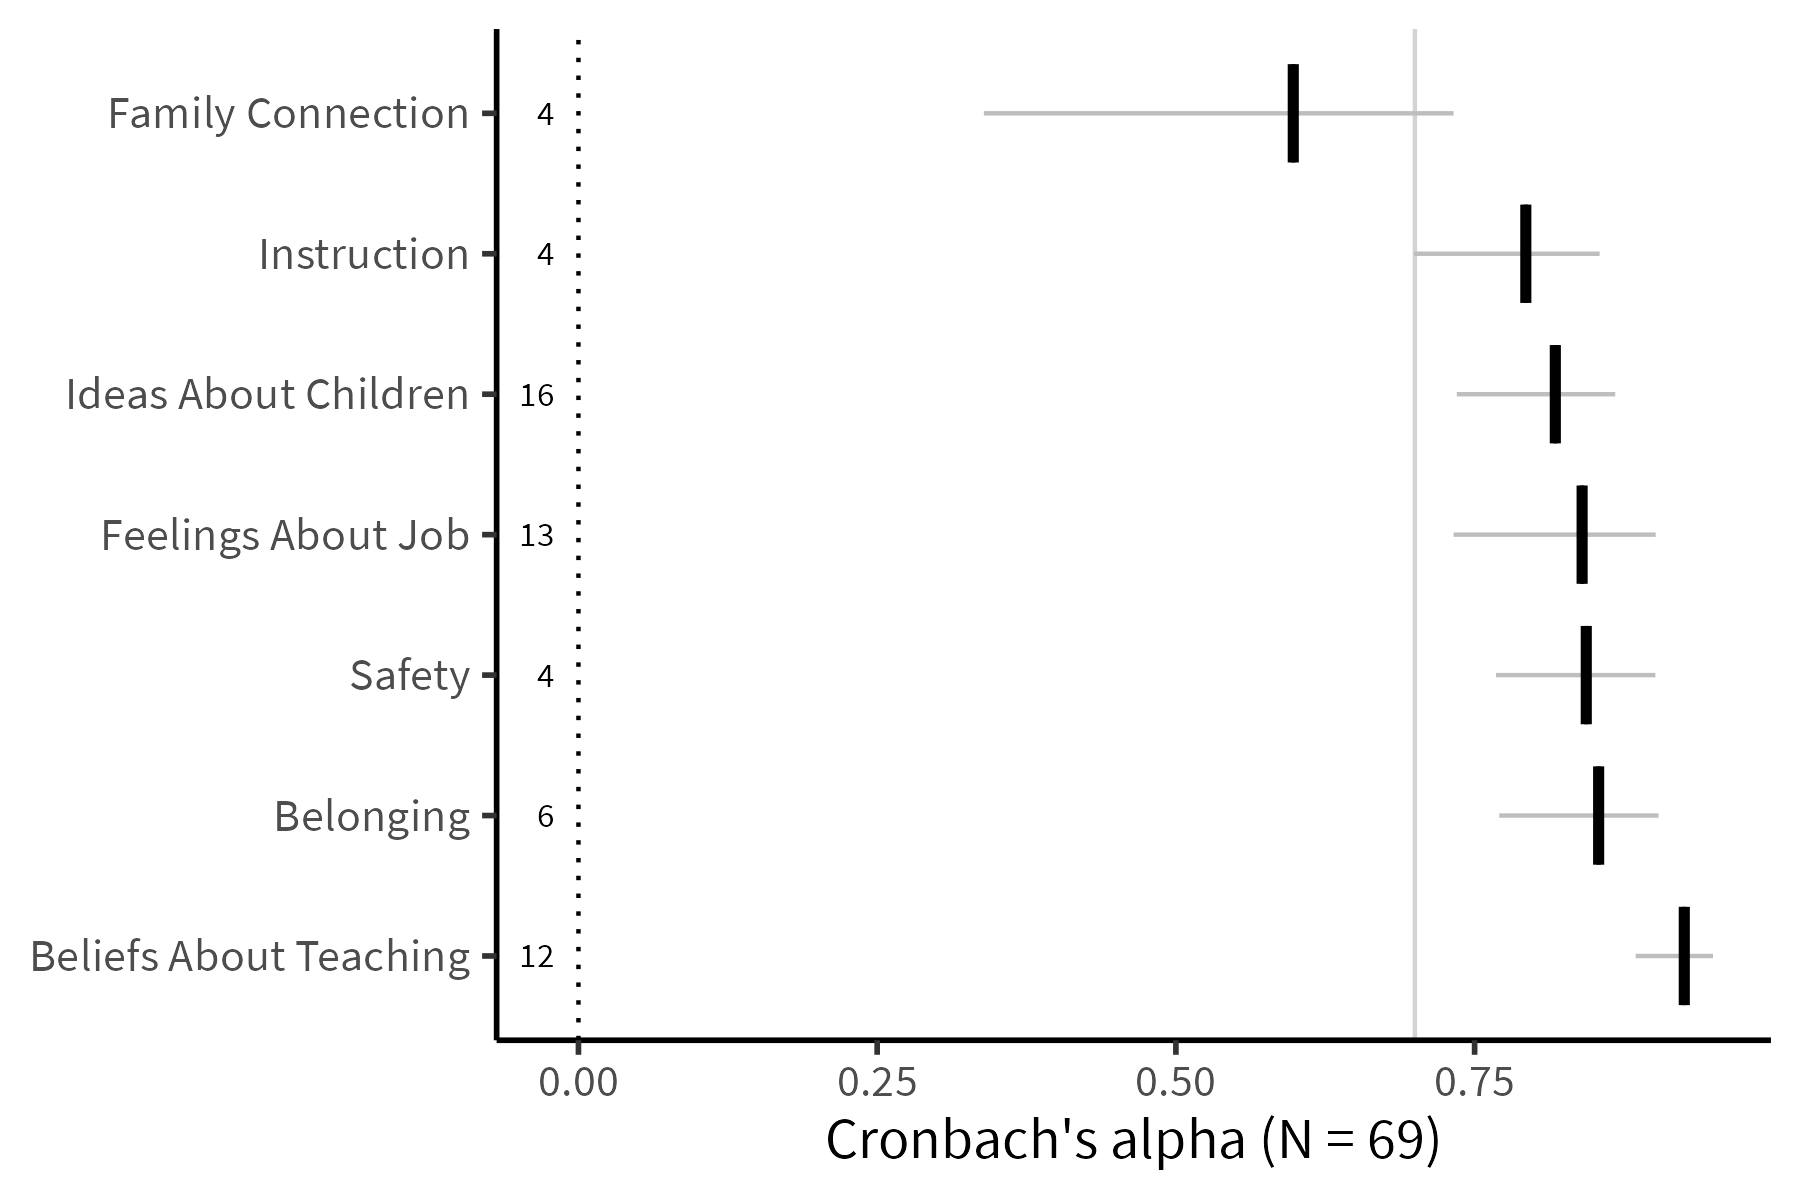 Family Connection 4
Instruction 4
Ideas About Children 16
Feelings About Job 13
Safety 4
Belonging 6
Beliefs About Teaching 12
0.00 0.25 0.50 0.75
Cronbach's alpha (N = 69)